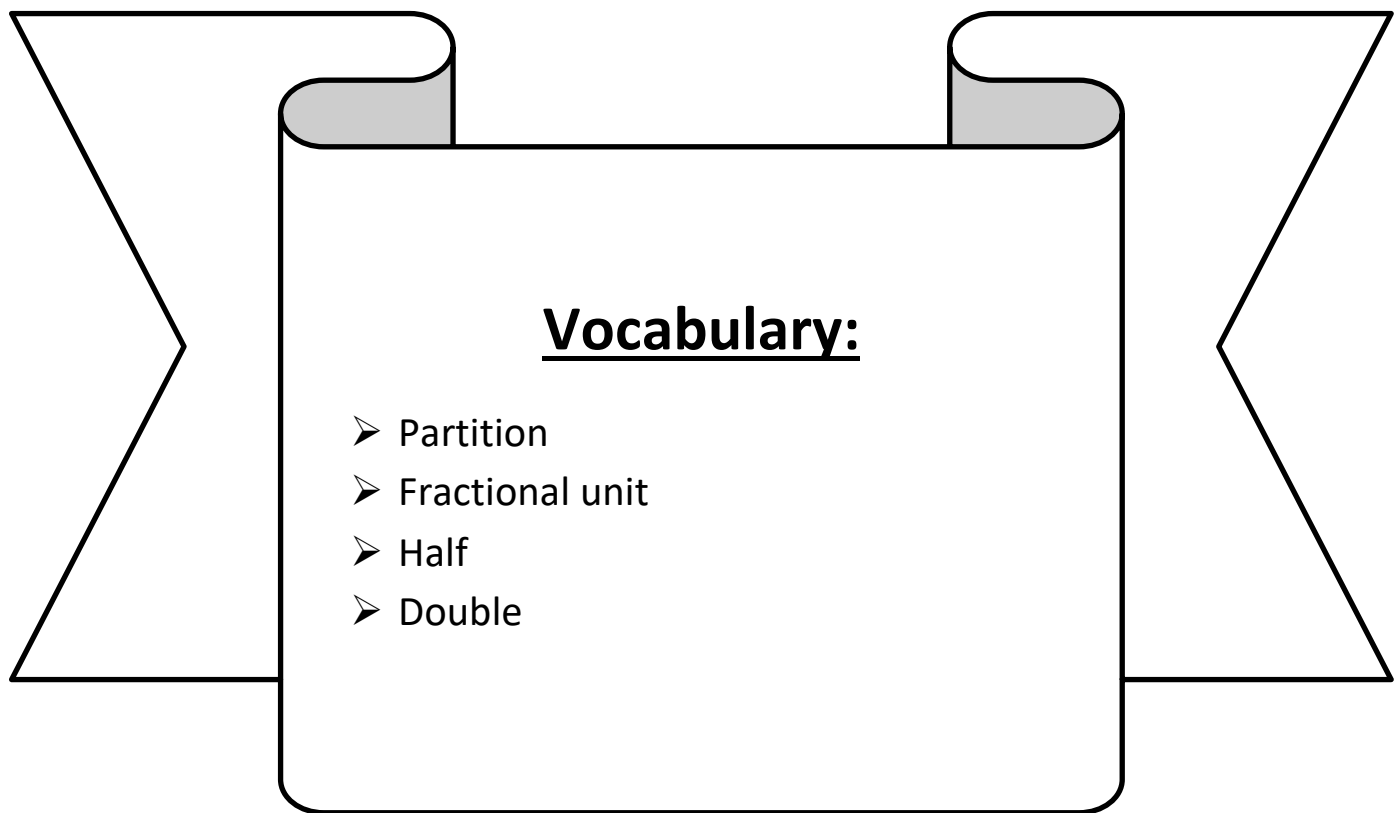 Vocabulary:
➢ Partition
➢ Fractional unit
➢ Half
➢ Double